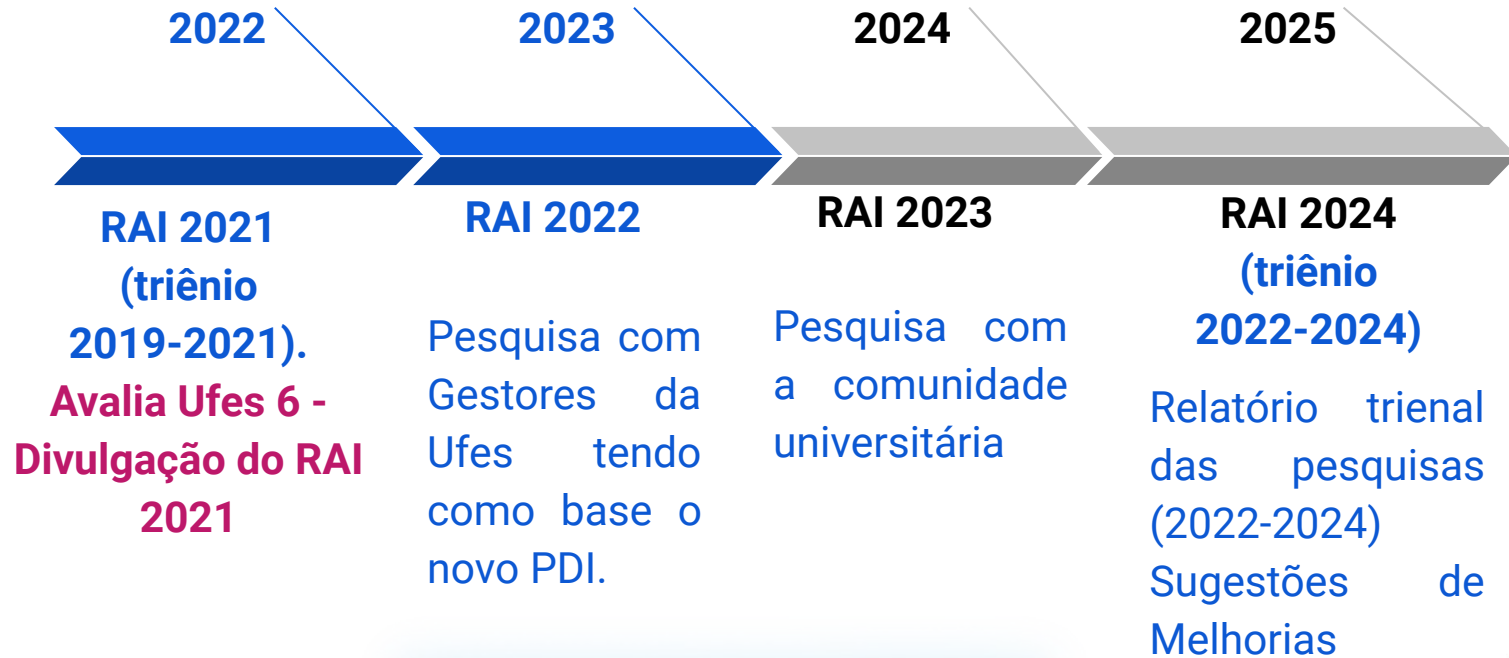 2022
2023
2024
2025
RAI 2021
(triênio
2019-2021).
Avalia Ufes 6 -
Divulgação do RAI
2021
RAI 2022
Pesquisa com
Gestores da
Ufes tendo
como base o
novo PDI.
RAI 2023
Pesquisa com
a comunidade
universitária
RAI 2024
(triênio
2022-2024)
Relatório trienal
das pesquisas
(2022-2024)
Sugestões de
Melhorias